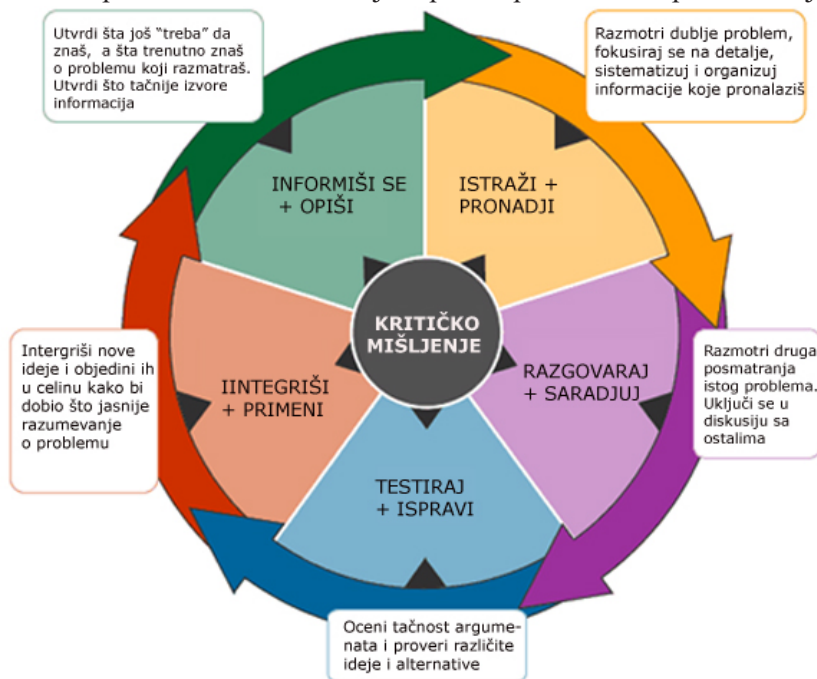 Utvrdi šta još “treba” da
znaš, a šta trenutno znaš
o problemu koji razmatraš.
Utvrdi što tačnije izvore
informacija
Razmotri dublje problem,
fokusiraj se na detalje,
sistematizuj i organizuj
informacije koje pronalaziš
INFORMIŠI SE
+ OPIŠI
ISTRAŽI +
PRONADJI
KRITIČKO
MIŠLJENJE
IINTEGRIŠI
+ PRIMENI
RAZGOVARAJ
+ SARADJUJ
TESTIRAJ
+ ISPRAVI
Intergriši nove
ideje i objedini ih
u celinu kako bi
dobio što jasnije
razumevanje
o problemu
Razmotri druga
posmatranja
istog problema.
Uključi se u
diskusiju sa
ostalima
Oceni tačnost argume-
nata i proveri različite
ideje i alternative